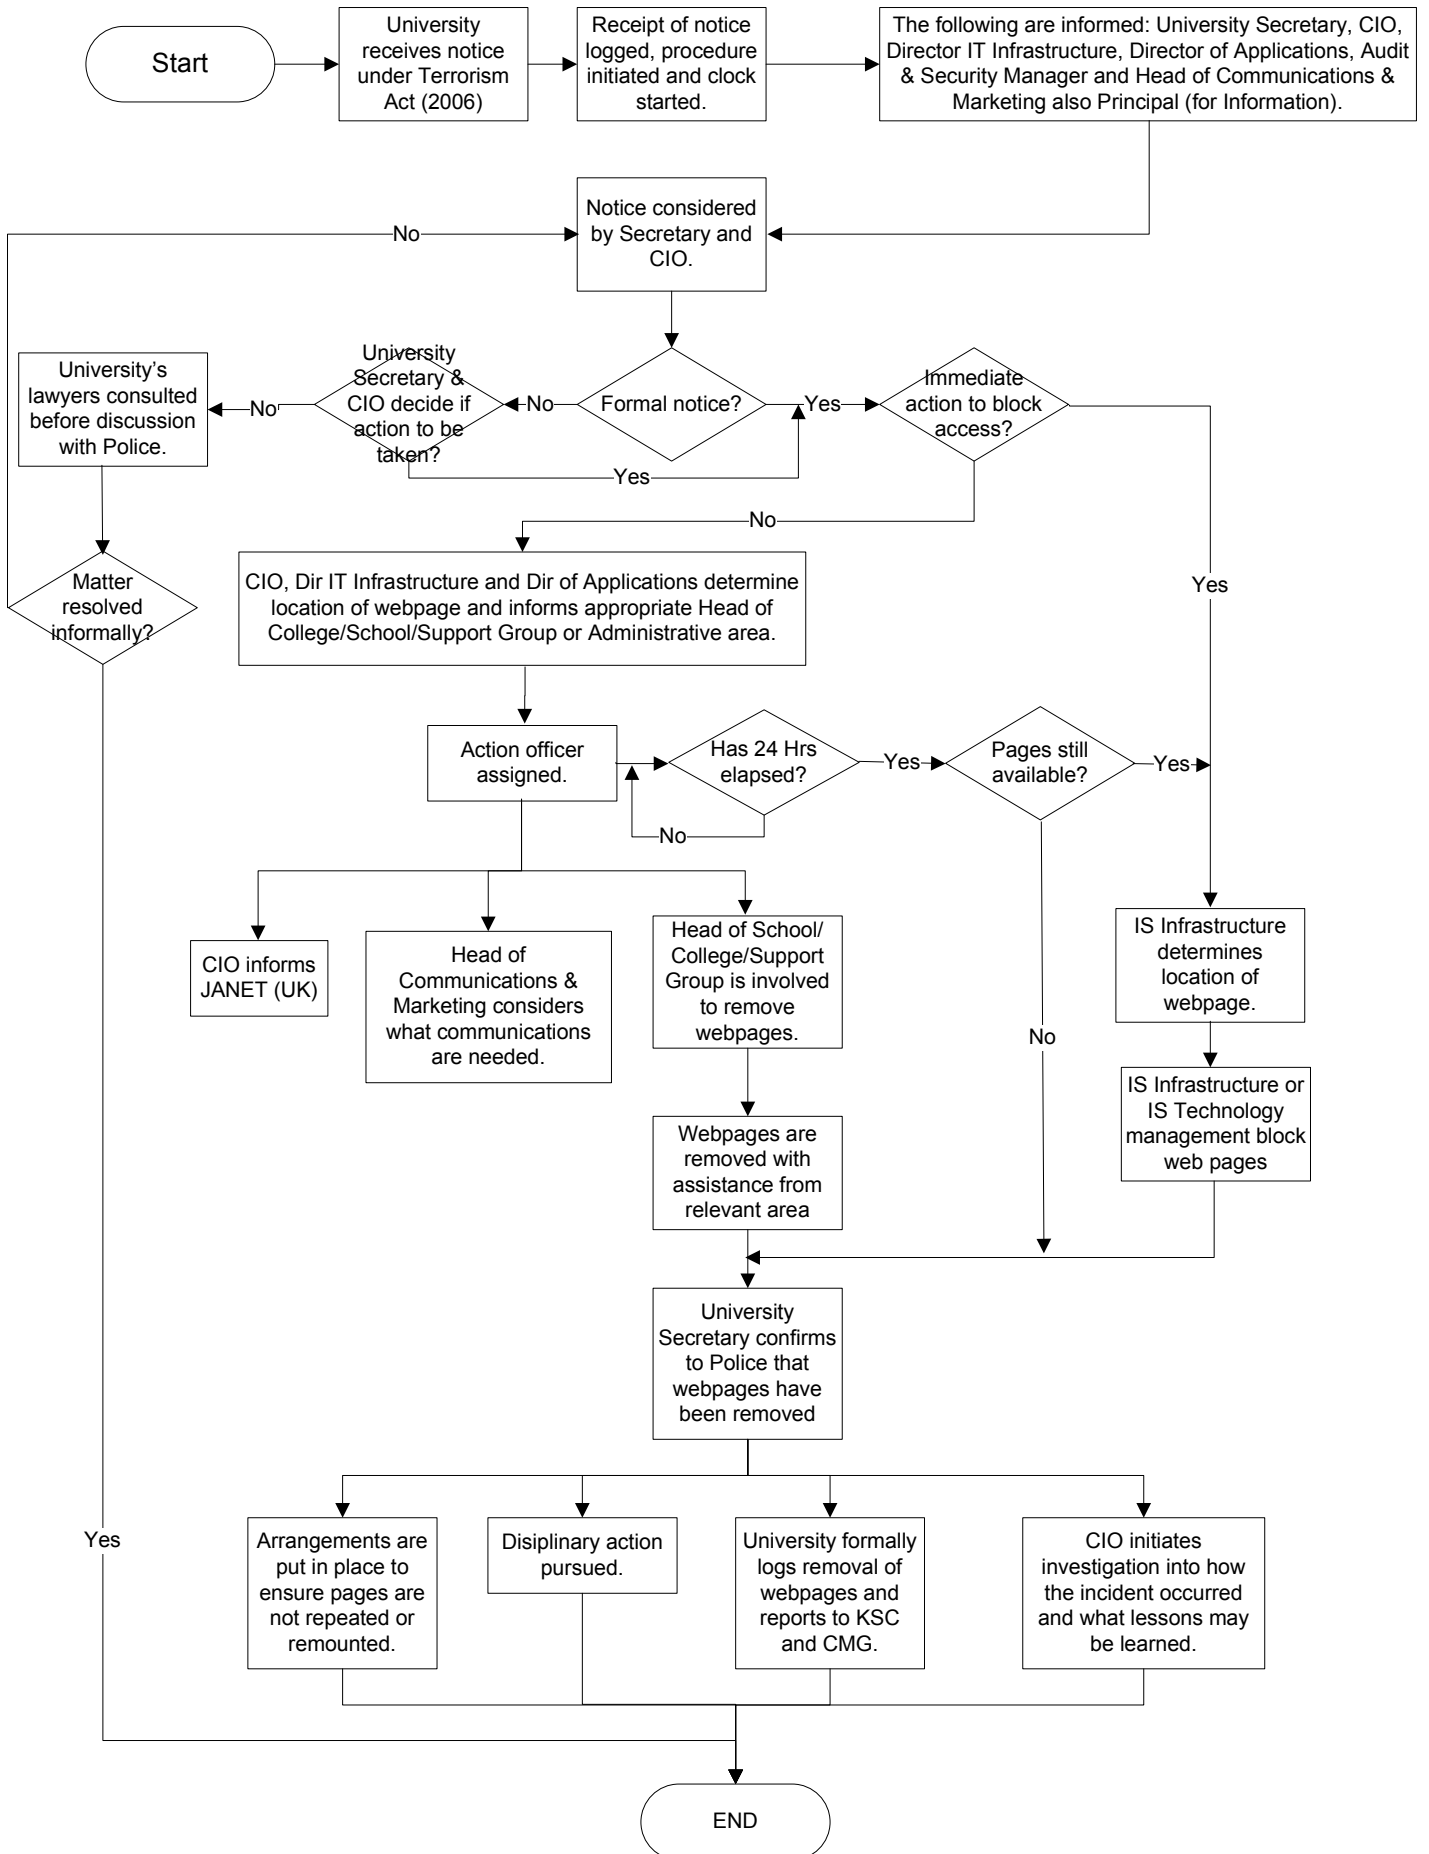 Start
University
receives notice
under Terrorism
Act (2006)
Receipt of notice
logged, procedure
initiated and clock
started.
The following are informed: University Secretary, CIO,
Director IT Infrastructure, Director of Applications, Audit
& Security Manager and Head of Communications &
Marketing also Principal (for Information).
Notice considered
by Secretary and
CIO.
No
University's
lawyers consulted
before discussion
with Police.
No
University
Secretary &
CIO decide if
action to be
taken?
No
Formal notice?
Yes
Immediate
action to block
access?
Yes
No
Matter
resolved
informally?
CIO, Dir IT Infrastructure and Dir of Applications determine
location of webpage and informs appropriate Head of
College/School/Support Group or Administrative area.
Yes
Action officer
assigned.
Has 24 Hrs
elapsed?
Yes
Pages still
available?
Yes
No
CIO informs
JANET (UK)
Head of
Communications &
Marketing considers
what communications
are needed.
Head of School/
College/Support
Group is involved
to remove
webpages.
No
IS Infrastructure
determines
location of
webpage.
IS Infrastructure or
IS Technology
management block
web pages
Webpages are
removed with
assistance from
relevant area
University
Secretary confirms
to Police that
webpages have
been removed
Yes
Arrangements are
put in place to
ensure pages are
not repeated or
remounted.
Disiplinary action
pursued.
University formally
logs removal of
webpages and
reports to KSC
and CMG.
CIO initiates
investigation into how
the incident occurred
and what lessons may
be learned.
END